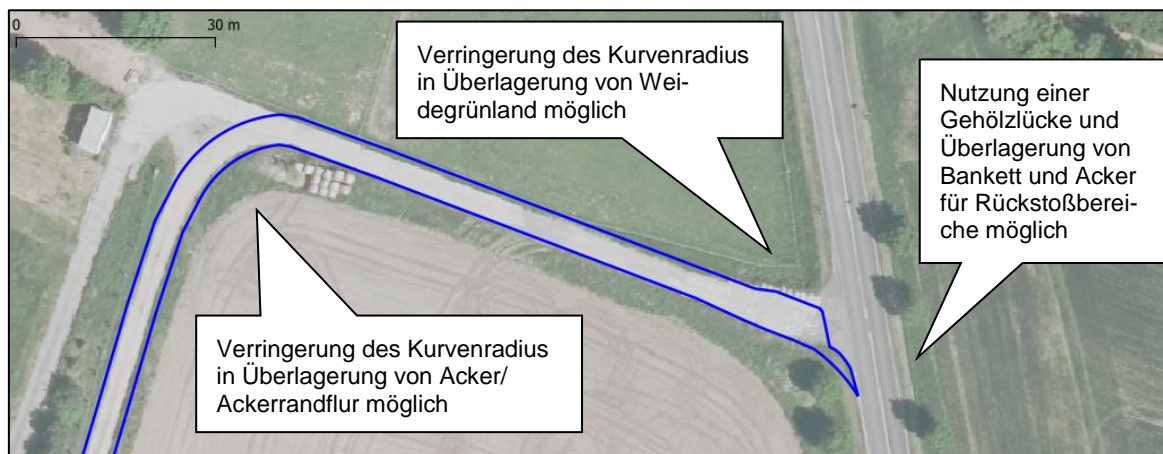 0
30 m
Verringerung des Kurvenradius
in Überlagerung von Wei-
degrünland möglich
Nutzung einer
Gehölzlücke und
Überlagerung von
Bankett und Acker
für Rückstoßberei-
che möglich
Verringerung des Kurvenradius
in Überlagerung von Acker/
Ackerrandflur möglich